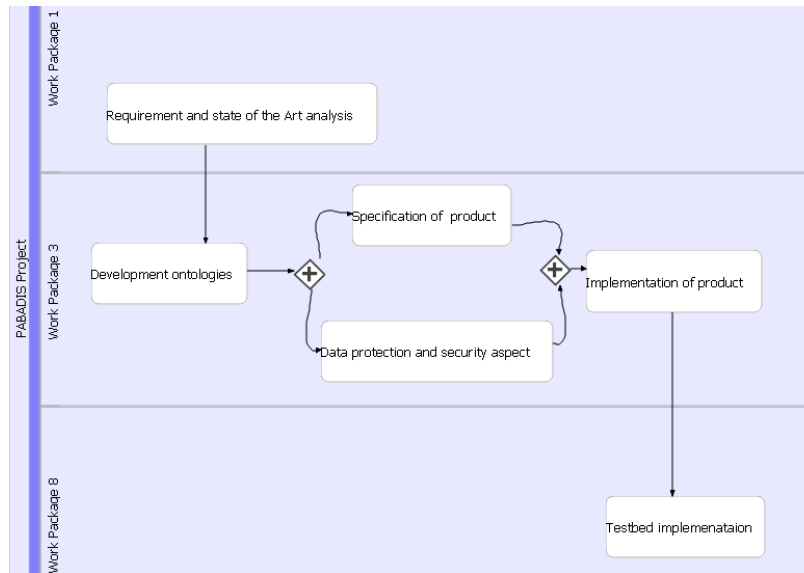 PABADIS Project
Work Package 1
Requirement and state of the Art analysis
Work Package 3
Specification of product
Development ontologies
Implementation of product
Data protection and security aspect
Work Package 8
Testbed implemenataion